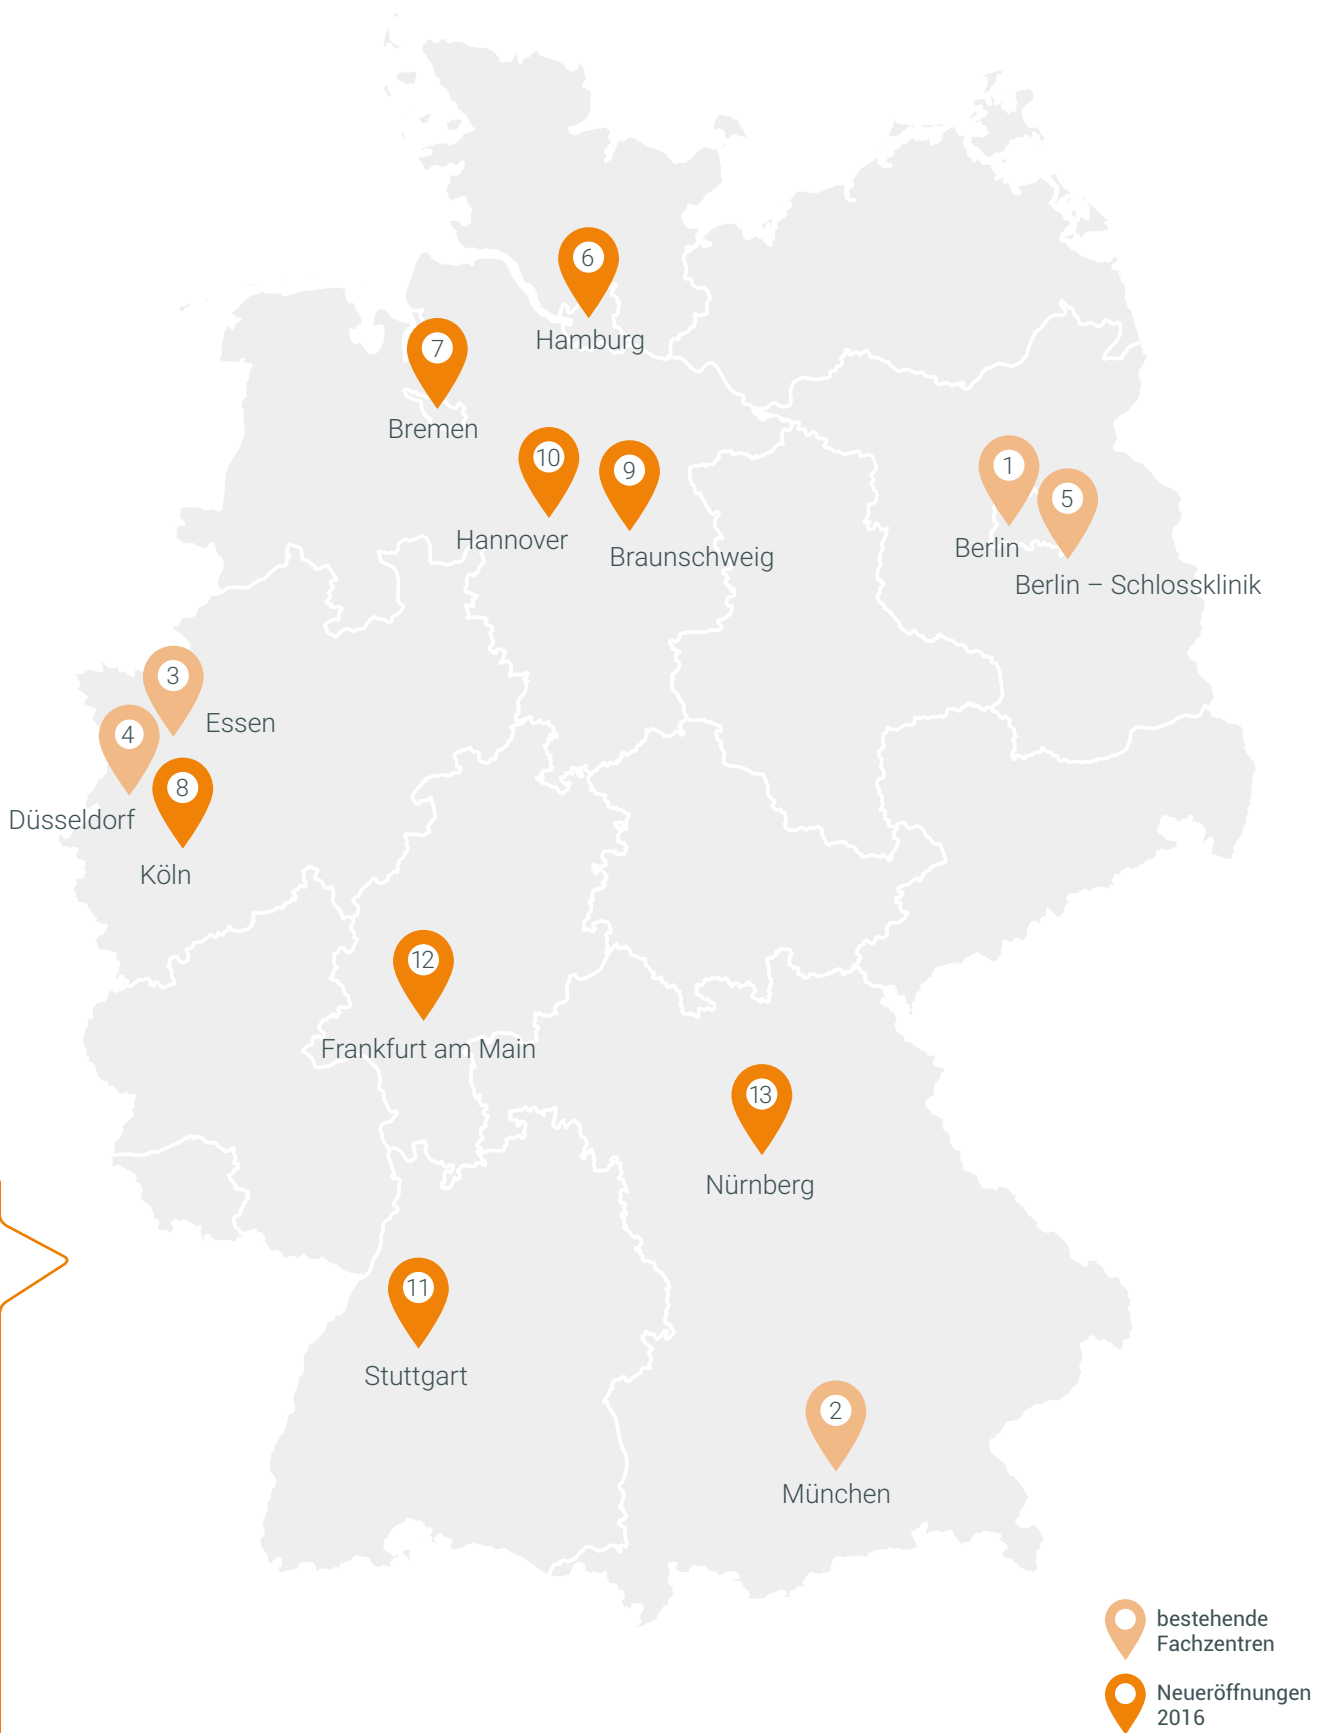 6
Hamburg
7
Bremen
10
Hannover
9
Braunschweig
1
Berlin
5
Berlin – Schlossklinik
3
Essen
4
Düsseldorf
8
Köln
12
Frankfurt am Main
13
Nürnberg
11
Stuttgart
2
München
bestehende
Fachzentren
Neueröffnungen
2016